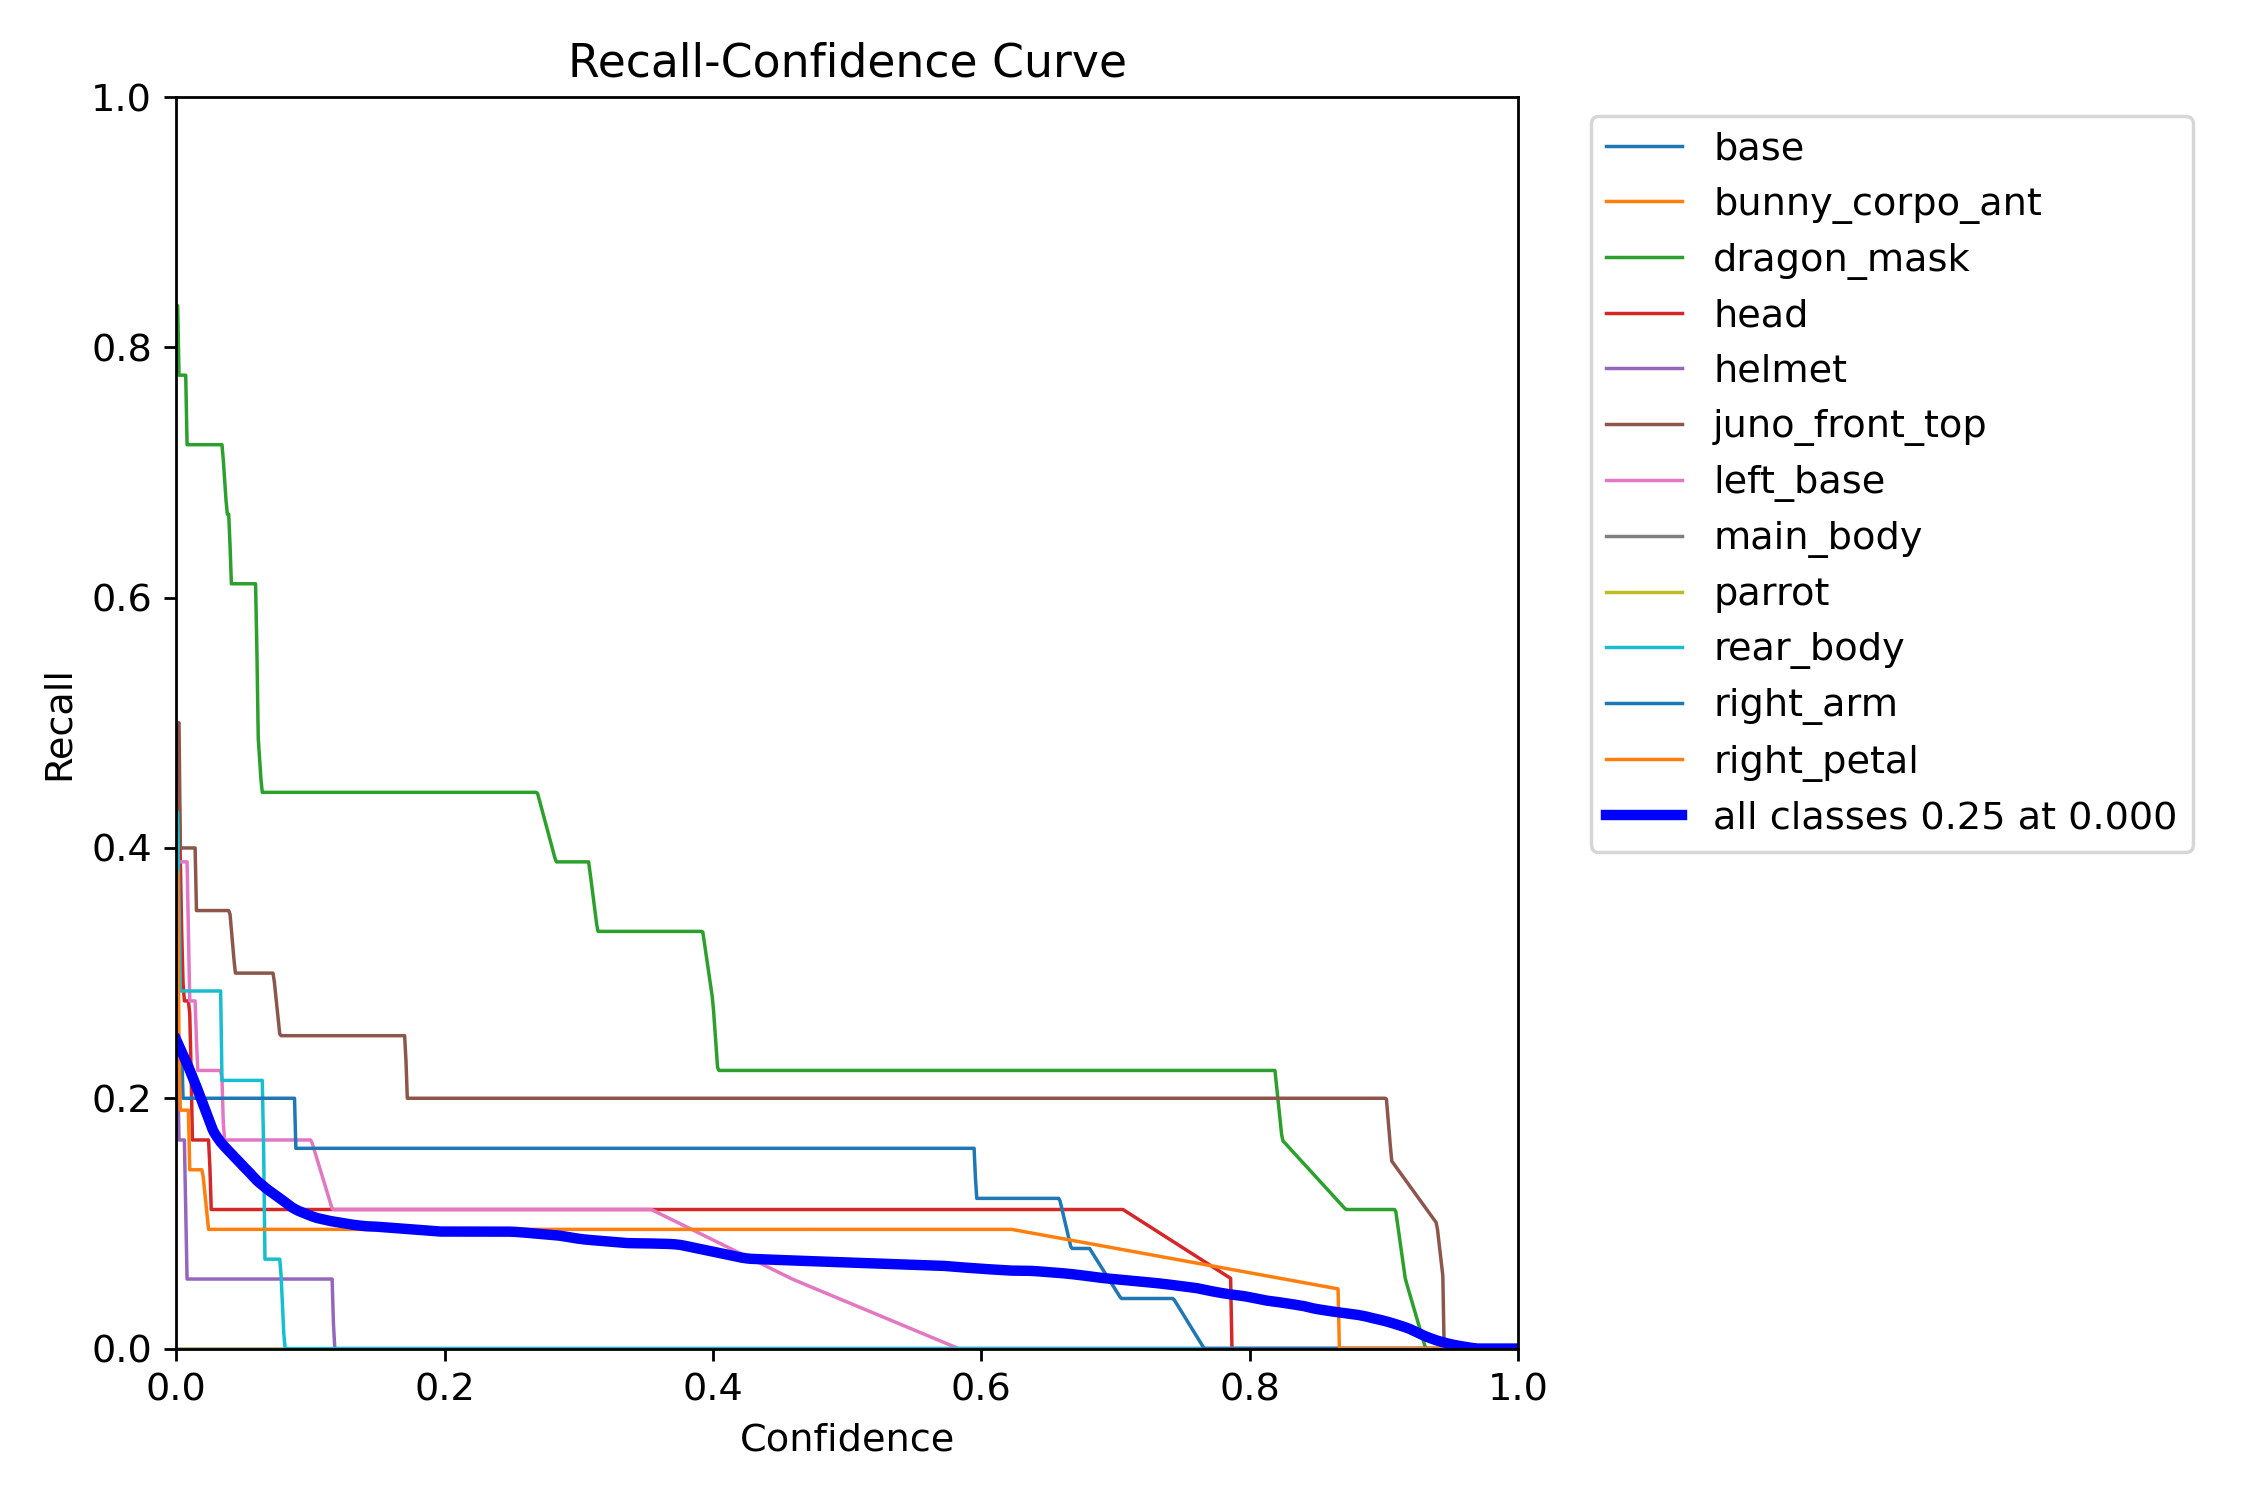 Recall-Confidence Curve
1.0
0.8
0.6
0.4
0.2
0.0
Recall
0.0 0.2 0.4 0.6 0.8 1.0
Confidence
base
bunny_corpo_ant
dragon_mask
head
helmet
juno_front_top
left_base
main_body
parrot
rear_body
right_arm
right_petal
all classes 0.25 at 0.000